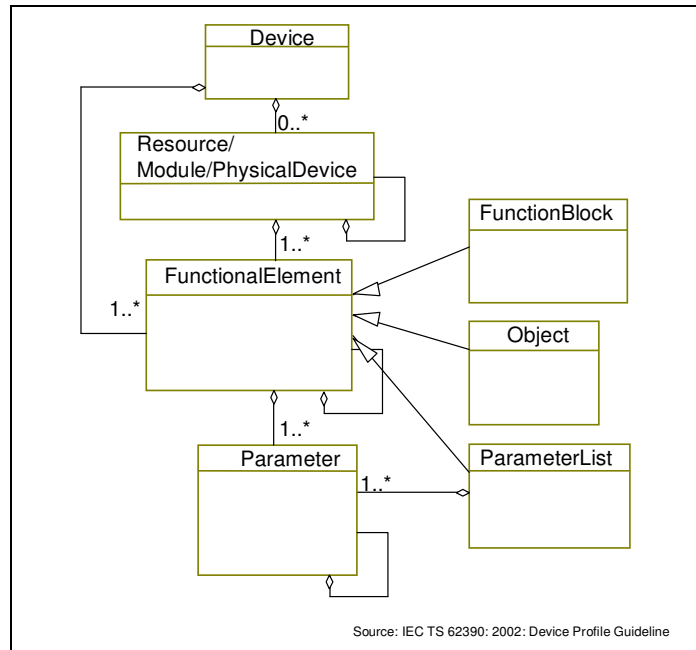 Device
0..*
Resource/
Module/PhysicalDevice
FunctionBlock
1..*
FunctionalElement
1..*
Object
1..*
Parameter
ParameterList
1..*
Source: IEC TS 62390: 2002: Device Profile Guideline